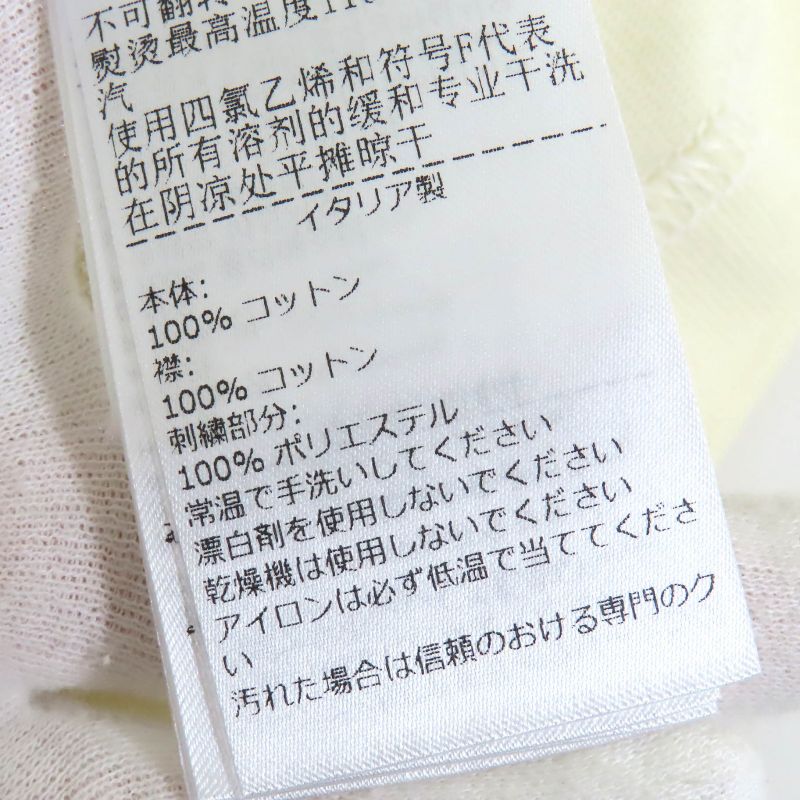 不可翻转
熨烫最高温度11
汽
使用四氯乙烯和符号F代表
的所有溶剂的缓和专业干洗
在阴凉处平摊晾干
イタリア製
本体:
100% コットン
襟:
100% コットン
刺繍部分:
100% ポリエステル
常温で手洗いしてください
漂白剤を使用しないでください
乾燥機は使用しないでください
アイロンは必ず低温で当ててくださ
い
汚れた場合は信頼のおける専門のク